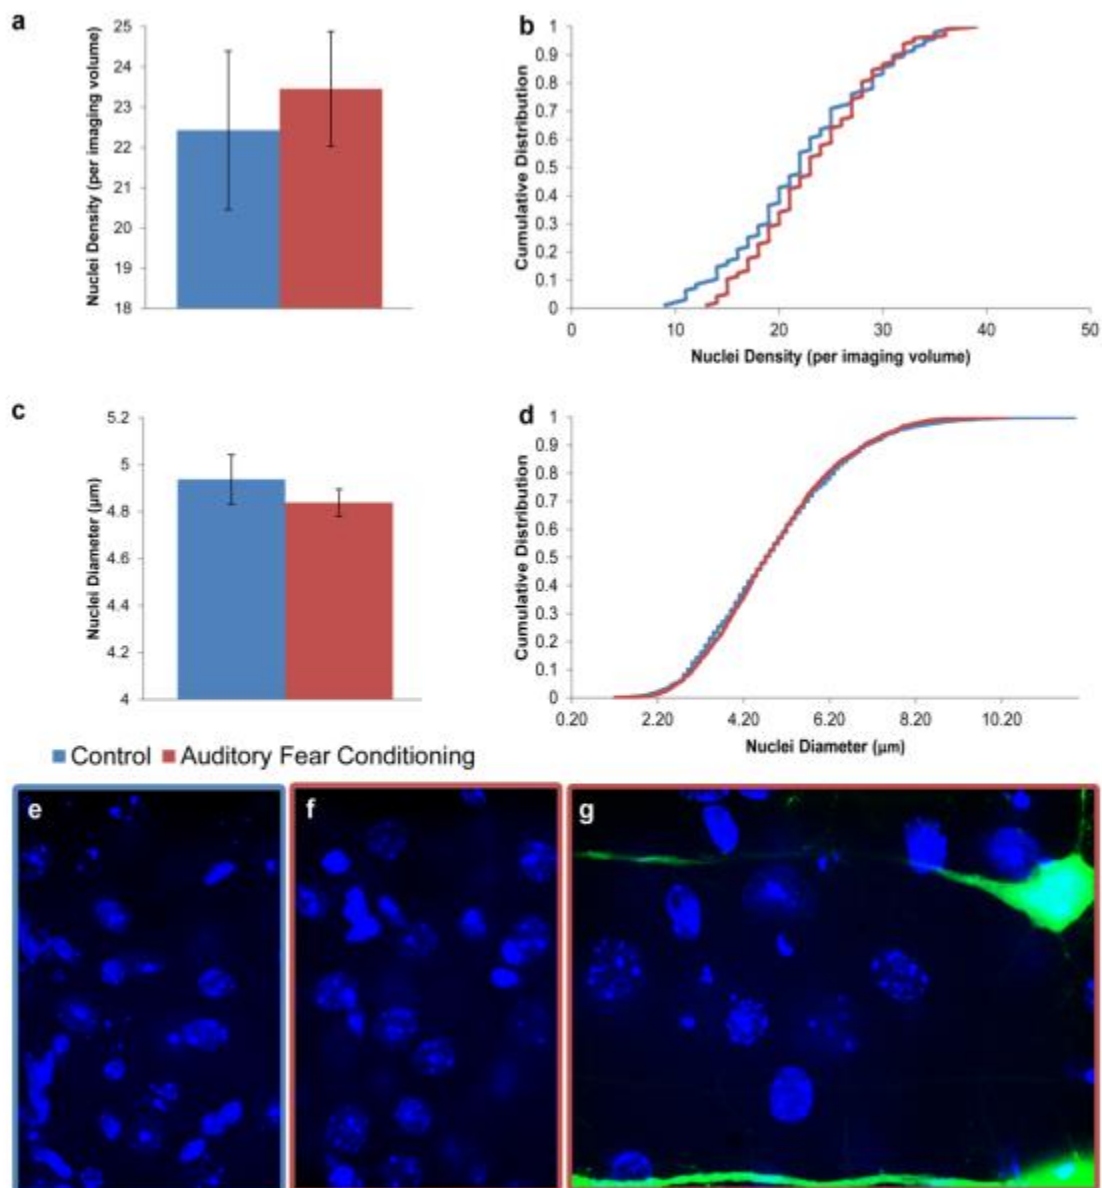 a
Nuclei Density (per imaging volume)
25
24
23
22
21
20
19
18
b
Cumulative Distribution
1
0.9
0.8
0.7
0.6
0.5
0.4
0.3
0.2
0.1
0
0 10 20 30 40 50
Nuclei Density (per imaging volume)
c
Nuclei Diameter (µm)
5.2
5
4.8
4.6
4.4
4.2
4
d
Cumulative Distribution
1
0.9
0.8
0.7
0.6
0.5
0.4
0.3
0.2
0.1
0
0.20 2.20 4.20 6.20 8.20 10.20
Nuclei Diameter (µm)
Control Auditory Fear Conditioning
e
f
g